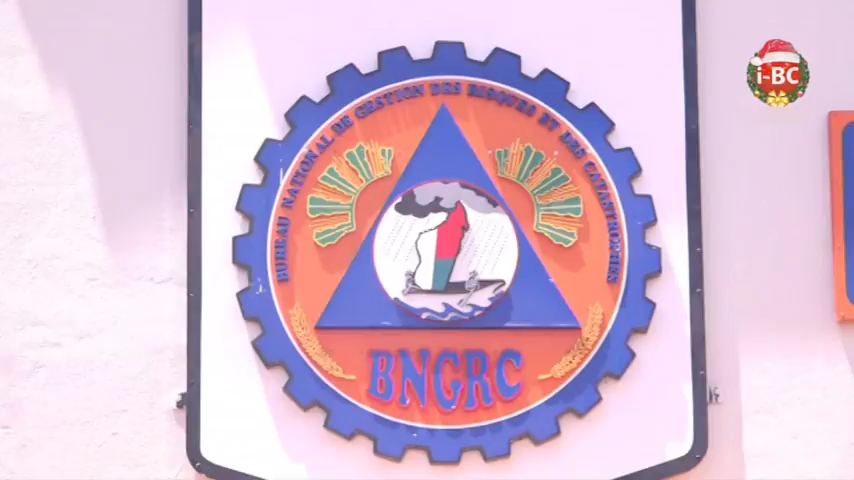 BUREAU NATIONAL DE GESTION DES RISQUES ET DES CATASTROPHES
BNGRC
i-BC